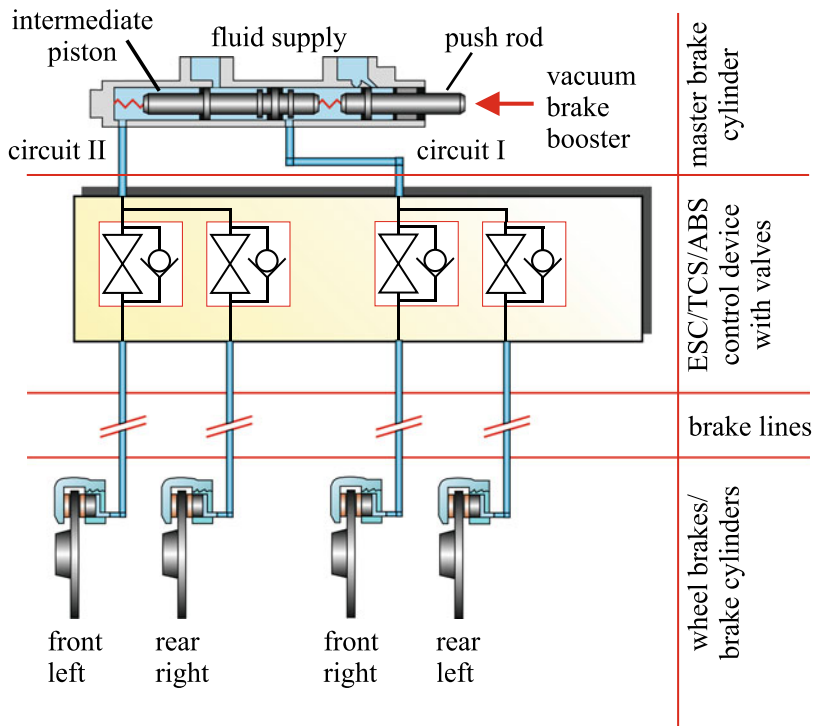 intermediate
piston
fluid supply
push rod
vacuum
brake
booster
circuit II
circuit I
master brake
cylinder
ESC/TCS/ABS
control device
with valves
brake lines
wheel brakes/
brake cylinders
front
left
rear
right
front
right
rear
left